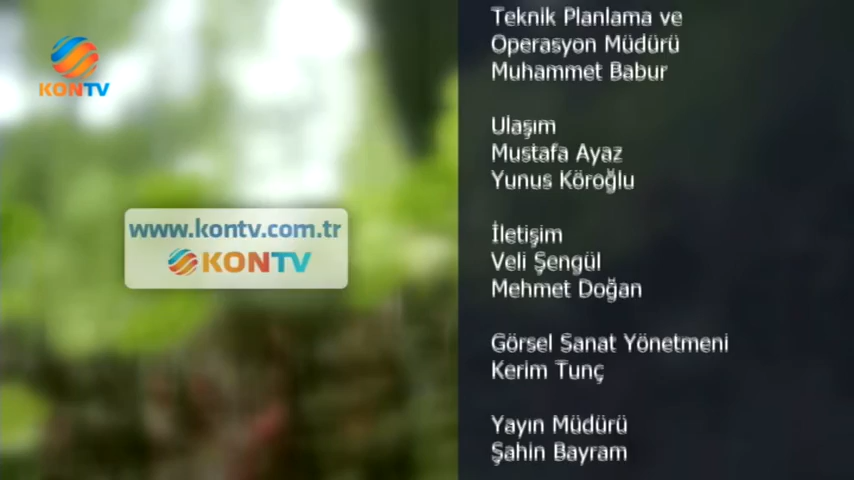 KONTV
www.kontv.com.tr
KONTV
Teknik Planlama ve
Operasyon Müdürü
Muhammet Babur
Ulaşım
Mustafa Ayaz
Yunus Köroğlu
İletişim
Veli Şengül
Mehmet Doğan
Görsel Sanat Yönetmeni
Kerim Tunç
Yayın Müdürü
Şahin Bayram